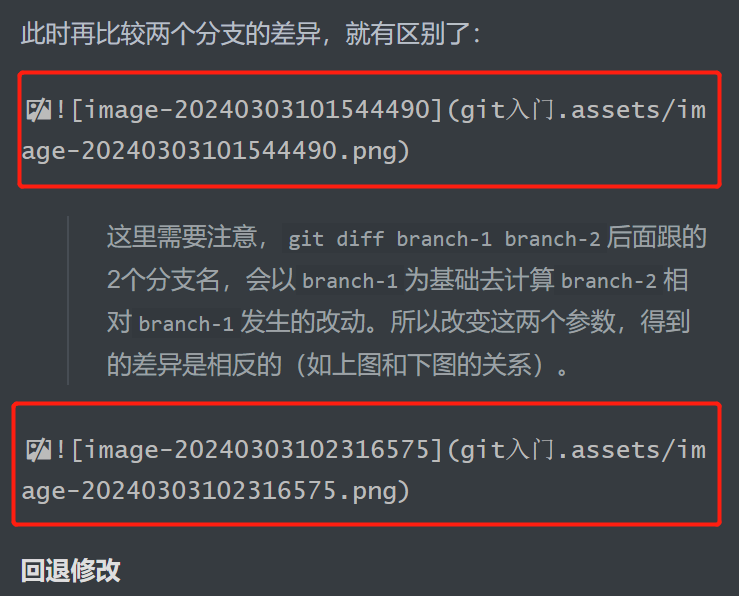 此时再比较两个分支的差异，就有区别了：
![image-20240303101544490](git入门.assets/im
age-20240303101544490.png)
这里需要注意， git diff branch-1 branch-2 后面跟的
2个分支名，会以 branch-1 为基础去计算 branch-2 相
对 branch-1 发生的改动。所以改变这两个参数，得到
的差异是相反的（如上图和下图的关系）。
![image-20240303102316575](git入门.assets/im
age-20240303102316575.png)
回退修改